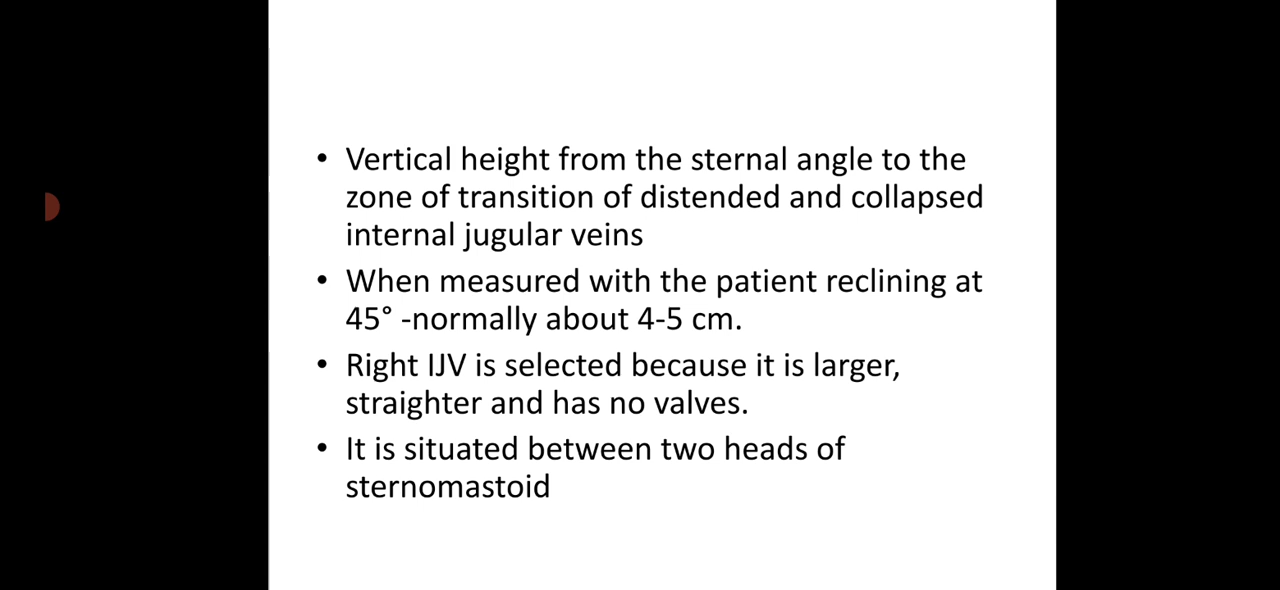 • Vertical height from the sternal angle to the
zone of transition of distended and collapsed
internal jugular veins
• When measured with the patient reclining at
45° -normally about 4-5 cm.
• Right IJV is selected because it is larger,
straighter and has no valves.
• It is situated between two heads of
sternomastoid